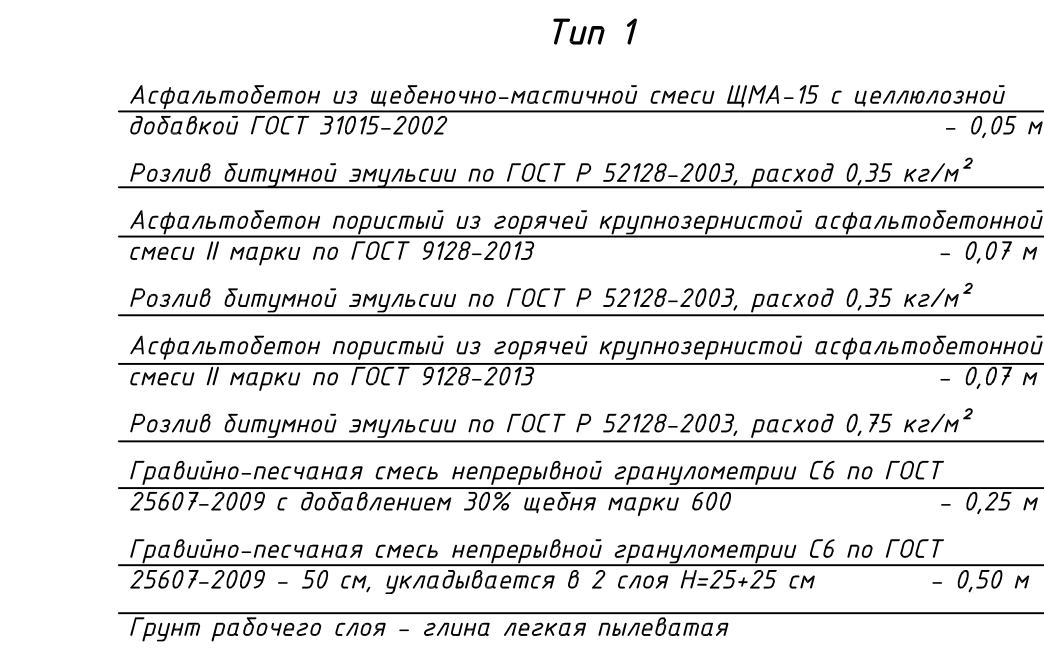 Тип 1
Асфальтобетон из щебеночно-мастичной смеси ЩМА-15 с целлюлозной
добавкой ГОСТ 31015-2002 - 0,05 м
Розлив битумной эмульсии по ГОСТ Р 52128-2003, расход 0,35 кг/м²
Асфальтобетон пористый из горячей крупнозернистой асфальтобетонной
смеси II марки по ГОСТ 9128-2013 - 0,07 м
Розлив битумной эмульсии по ГОСТ Р 52128-2003, расход 0,35 кг/м²
Асфальтобетон пористый из горячей крупнозернистой асфальтобетонной
смеси II марки по ГОСТ 9128-2013 - 0,07 м
Розлив битумной эмульсии по ГОСТ Р 52128-2003, расход 0,75 кг/м²
Гравийно-песчаная смесь непрерывной гранулометрии С6 по ГОСТ
25607-2009 с добавлением 30% щебня марки 600 - 0,25 м
Гравийно-песчаная смесь непрерывной гранулометрии С6 по ГОСТ
25607-2009 - 50 см, укладывается в 2 слоя Н=25+25 см - 0,50 м
Грунт рабочего слоя - глина легкая пылеватая